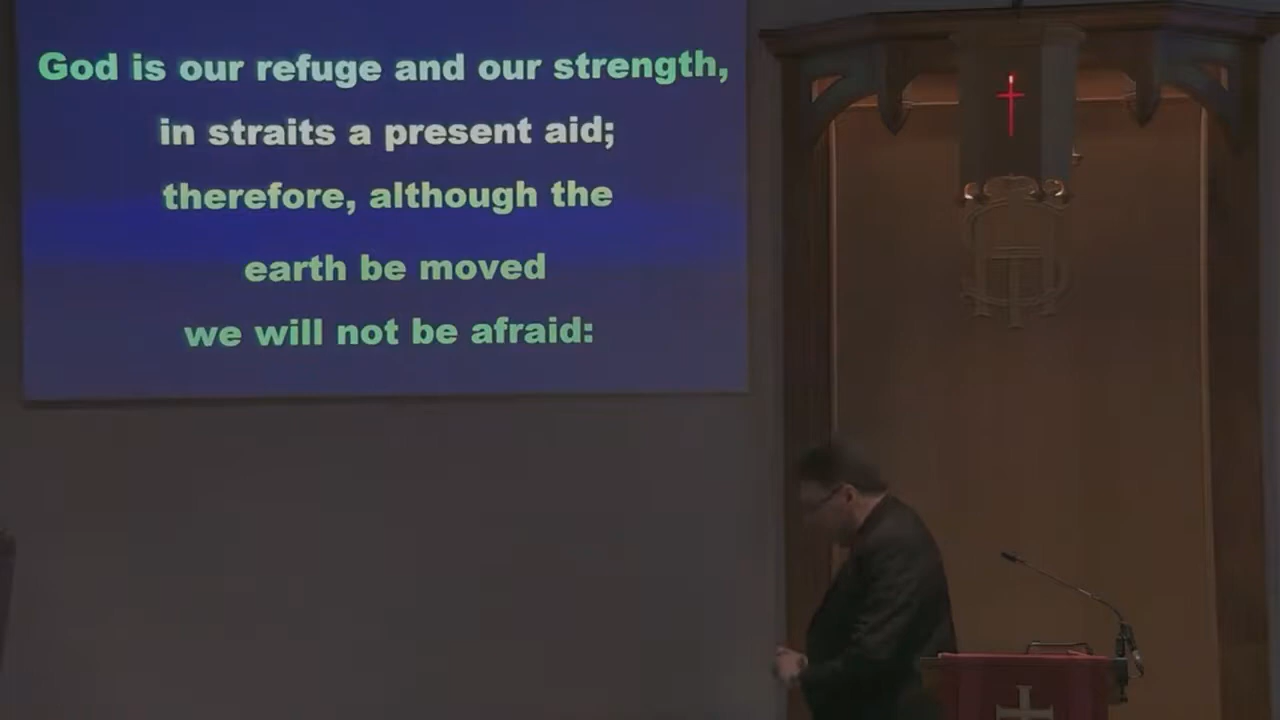 God is our refuge and our strength,
in straits a present aid;
therefore, although the
earth be moved
we will not be afraid: